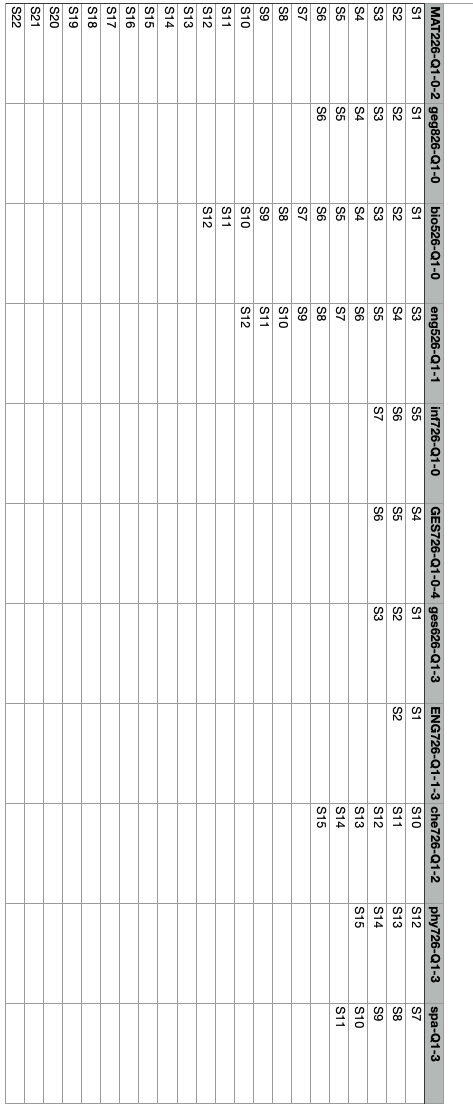 MAT226-Q1-0-2 geg826-Q1-0 bio526-Q1-0 eng526-Q1-1 inf726-Q1-0 GES726-Q1-0-4 ges626-Q1-3 ENG726-Q1-1-3 che726-Q1-2 phy726-Q1-3 spa-Q1-3
S1 S1 S1 S3 S5 S4 S1 S1 S10 S12 S7
S2 S2 S2 S4 S6 S5 S2 S2 S11 S13 S8
S3 S3 S3 S5 S7 S6 S3 S12 S14 S9
S4 S4 S4 S6 S13 S15 S10
S5 S5 S5 S7 S14 S11
S6 S6 S6 S8 S15
S7 S7 S9
S8 S8 S10
S9 S9 S11
S10 S10 S12
S11 S11
S12 S12
S13
S14
S15
S16
S17
S18
S19
S20
S21
S22